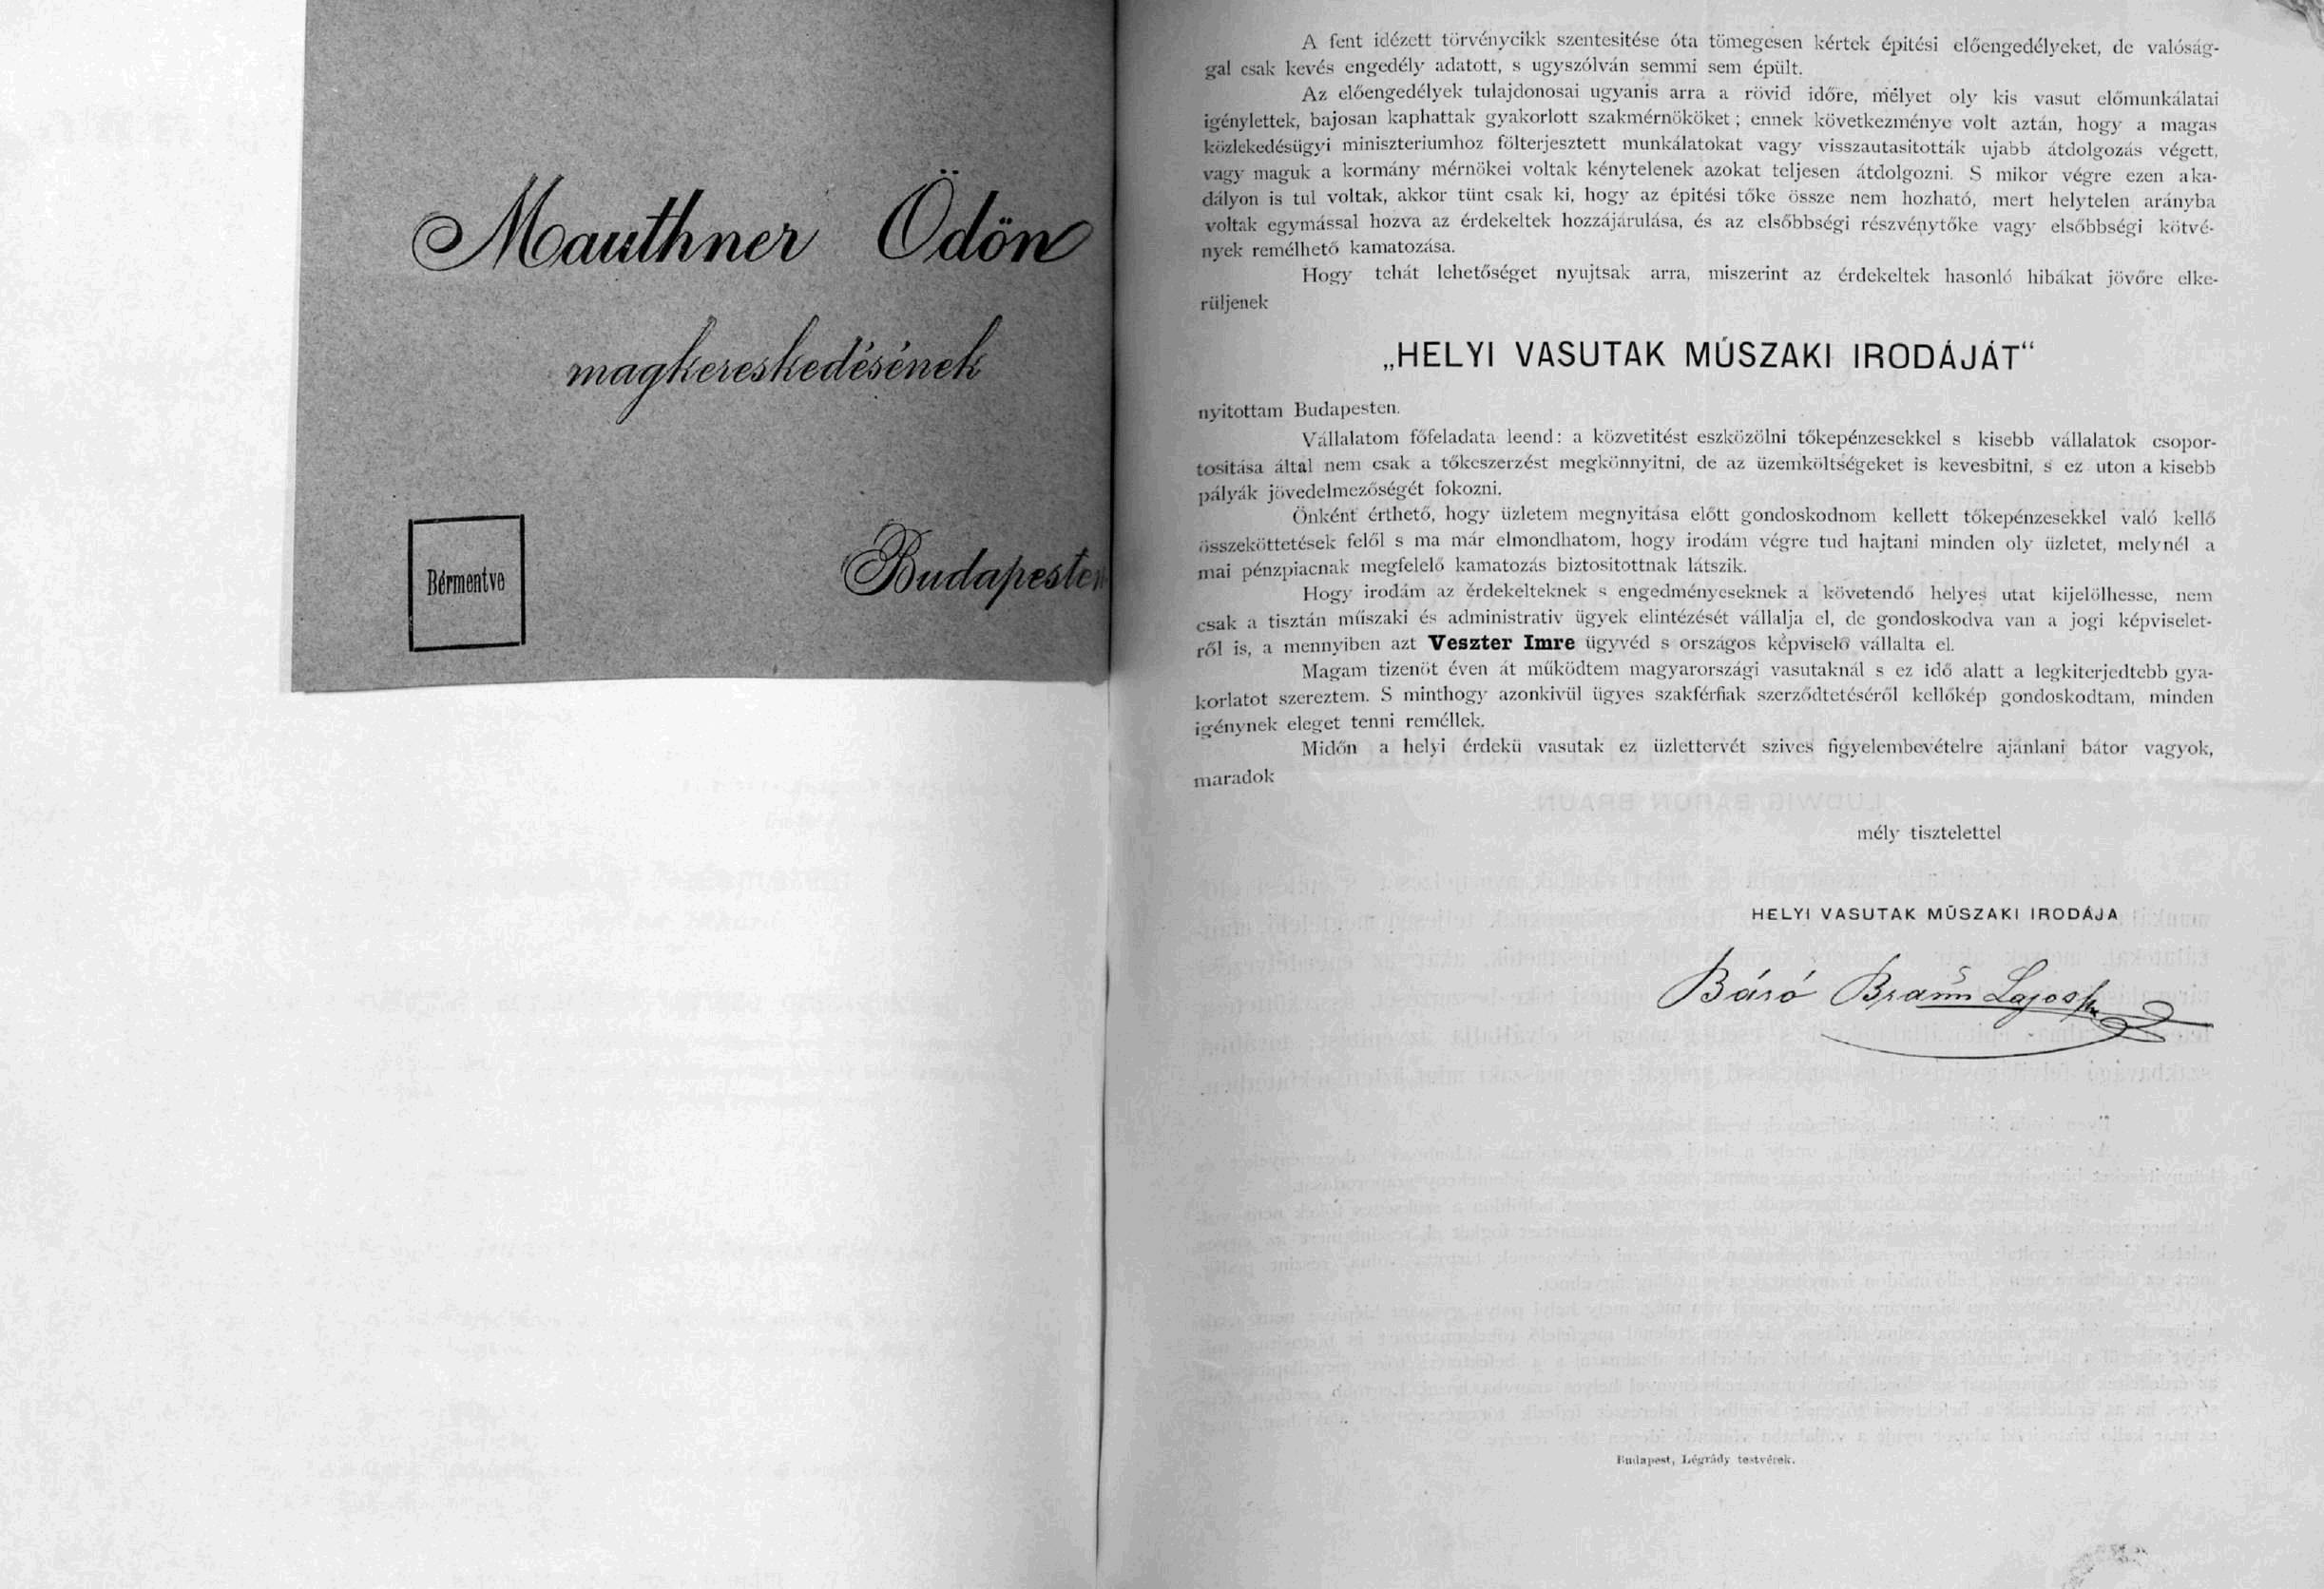 Mauthner Ödön
magkereskedésének
Bérmentve
Budapesten
A fent idézett törvénycikk szentesitése óta tömegesen kértek épitési előengedélyeket, de valóság-
gal csak kevés engedély adatott, s ugyszólván semmi sem épült.
Az előengedélyek tulajdonosai ugyanis arra a rövid időre, mélyet oly kis vasut előmunkálatai
igénylettek, bajosan kaphattak gyakorlott szakmérnököket; ennek következménye volt aztán, hogy a magas
közlekedésügyi miniszteriumhoz fölterjesztett munkálatokat vagy visszautasitották ujabb átdolgozás végett,
vagy maguk a kormány mérnökei voltak kénytelenek azokat teljesen átdolgozni. S mikor végre ezen aka-
dályon is tul voltak, akkor tünt csak ki, hogy az épitési tőke össze nem hozható, mert helytelen arányba
voltak egymással hozva az érdekeltek hozzájárulása, és az elsőbbségi részvénytőke vagy elsőbbségi kötvé-
nyek remélhető kamatozása.
Hogy tehát lehetőséget nyujtsak arra, miszerint az érdekeltek hasonló hibákat jövőre elke-
rüljenek
„HELYI VASUTAK MŰSZAKI IRODÁJÁT“
nyitottam Budapesten.
Vállalatom főfeladata leend: a közvetitést eszközölni tőkepénzesekkel s kisebb vállalatok csopor-
tositása által nem csak a tőkeszerzést megkönnyitni, de az üzemköltségeket is kevesbitni, s ez uton a kisebb
pályák jövedelmezőségét fokozni.
Önként érthető, hogy üzletem megnyitása előtt gondoskodnom kellett tőkepénzesekkel való kellő
összeköttetések felől s ma már elmondhatom, hogy irodám végre tud hajtani minden oly üzletet, melynél a
mai pénzpiacnak megfelelő kamatozás biztositottnak látszik.
Hogy irodám az érdekelteknek s engedményeseknek a követendő helyes utat kijelölhesse, nem
csak a tisztán műszaki és administrativ ügyek elintézését vállalja el, de gondoskodva van a jogi képviselet-
ről is, a mennyiben azt Veszter Imre ügyvéd s országos képviselő vállalta el.
Magam tizenöt éven át működtem magyarországi vasutaknál s ez idő alatt a legkiterjedtebb gya-
korlatot szereztem. S minthogy azonkivül ügyes szakférfiak szerződtetéséről kellőkép gondoskodtam, minden
igénynek eleget tenni reméllek.
Midőn a helyi érdekü vasutak ez üzlettervét szives figyelembevételre ajánlani bátor vagyok,
maradok
mély tisztelettel
HELYI VASUTAK MŰSZAKI IRODÁJA
Báró Braun Lajos
Budapest, Légrády testvérek.